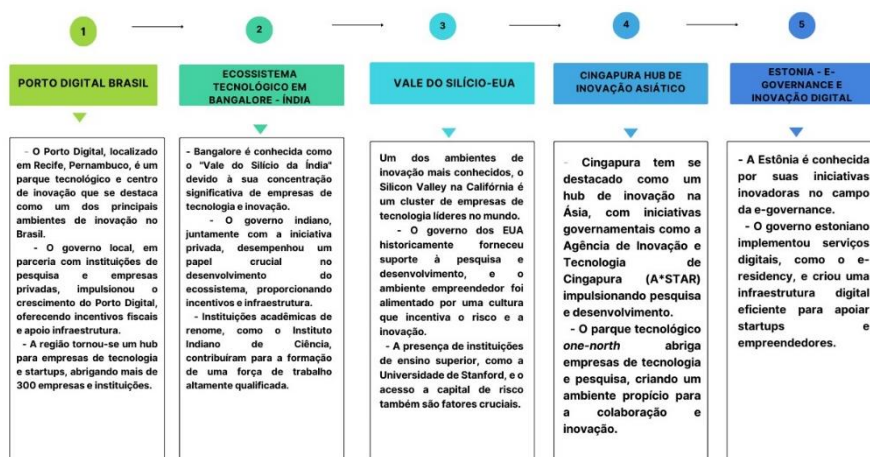 1
2
3
4
5
PORTO DIGITAL BRASIL
ECOSSISTEMA
TECNOLÓGICO EM
BANGALORE - ÍNDIA
VALE DO SILÍCIO-EUA
CINGAPURA HUB DE
INOVAÇÃO ASIÁTICO
ESTONIA - E-
GOVERNANCE E
INOVAÇÃO DIGITAL
- O Porto Digital, localizado
em Recife, Pernambuco, é um
parque tecnológico e centro
de inovação que se destaca
como um dos principais
ambientes de inovação no
Brasil.
- O governo local, em
parceria com instituições de
pesquisa e empresas
privadas, impulsionou o
crescimento do Porto Digital,
oferecendo incentivos fiscais
e apoio infraestrutura.
- A região tornou-se um hub
para empresas de tecnologia
e startups, abrigando mais de
300 empresas e instituições.
- Bangalore é conhecida como
o "Vale do Silício da Índia"
devido à sua concentração
significativa de empresas de
tecnologia e inovação.
- O governo indiano,
juntamente com a iniciativa
privada, desempenhou um
papel crucial no
desenvolvimento do
ecossistema, proporcionando
incentivos e infraestrutura.
- Instituições acadêmicas de
renome, como o Instituto
Indiano de Ciência,
contribuíram para a formação
de uma força de trabalho
altamente qualificada.
Um dos ambientes de
inovação mais conhecidos, o
Silicon Valley na Califórnia é
um cluster de empresas de
tecnologia líderes no mundo.
- O governo dos EUA
historicamente forneceu
suporte à pesquisa e
desenvolvimento, e o
ambiente empreendedor foi
alimentado por uma cultura
que incentiva o risco e a
inovação.
- A presença de instituições
de ensino superior, como a
Universidade de Stanford, e o
acesso a capital de risco
também são fatores cruciais.
- Cingapura tem se
destacado como um
hub de inovação na
Ásia, com iniciativas
governamentais como a
Agência de Inovação e
Tecnologia de
Cingapura (A*STAR)
impulsionando pesquisa
e desenvolvimento.
- O parque tecnológico
one-north abriga
empresas de tecnologia
e pesquisa, criando um
ambiente propício para
a colaboração e
inovação.
- A Estônia é conhecida
por suas iniciativas
inovadoras no campo
da e-governance.
- O governo estoniano
implementou serviços
digitais, como o e-
residency, e criou uma
infraestrutura digital
eficiente para apoiar
startups e
empreendedores.